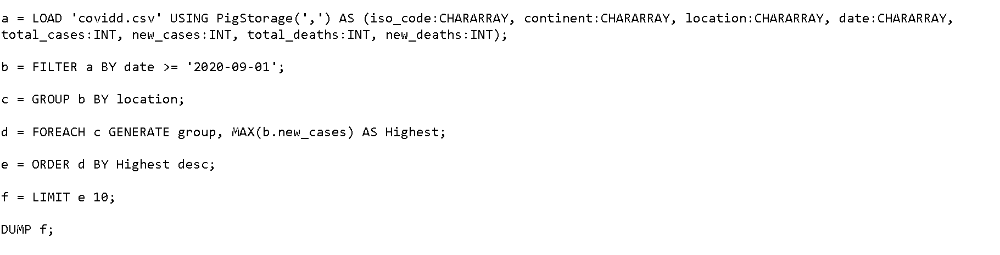 a = LOAD 'covidd.csv' USING PigStorage(',') AS (iso_code:CHARARRAY, continent:CHARARRAY, location:CHARARRAY, date:CHARARRAY,
total_cases:INT, new_cases:INT, total_deaths:INT, new_deaths:INT);
b = FILTER a BY date >= '2020-09-01';
c = GROUP b BY location;
d = FOREACH c GENERATE group, MAX(b.new_cases) AS Highest;
e = ORDER d BY Highest desc;
f = LIMIT e 10;
DUMP f;